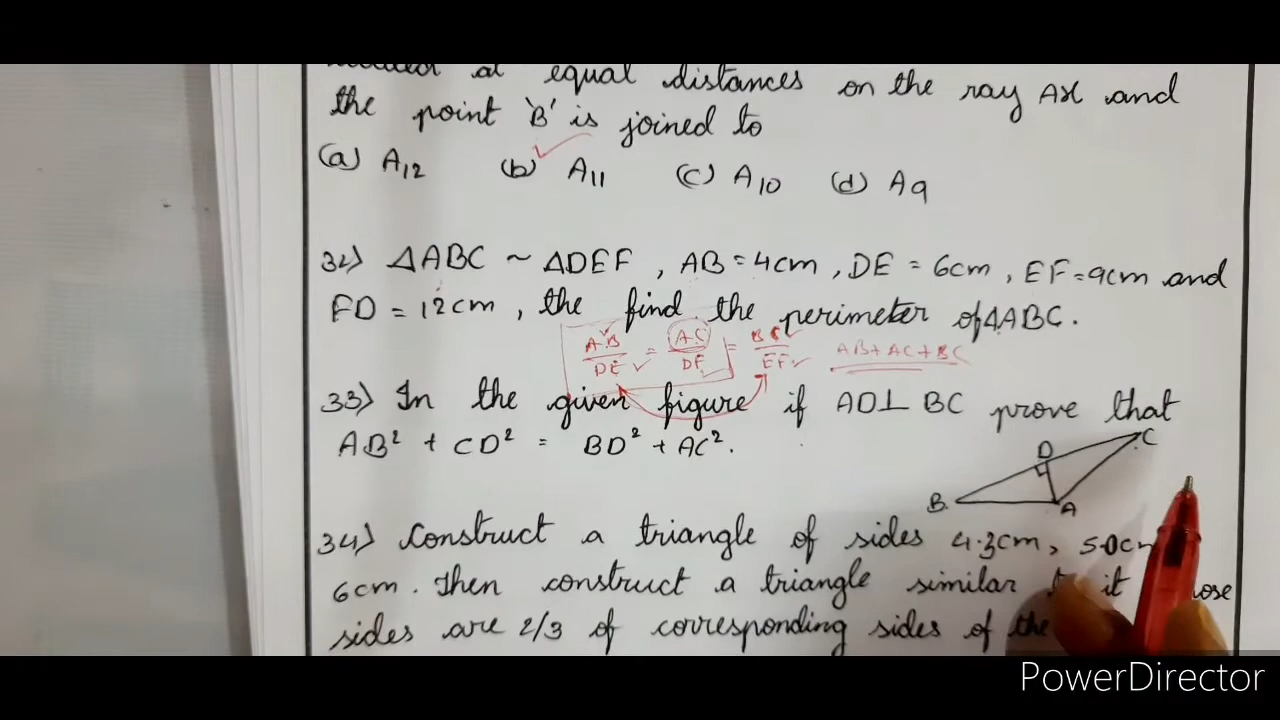 at equal distances on the ray Ax and
the point 'B' is joined to
(a) A12 (b) A11 (c) A10 (d) A9
32) △ABC ~ △DEF , AB = 4cm , DE = 6cm , EF = 9cm and
FD = 12cm , the find the perimeter of △ABC.
AB/DE = AC/DF = BC/EF AB+AC+BC
33) In the given figure if AD⊥ BC prove that
AB² + CD² = BD² + AC².
D C
B A
34) Construct a triangle of sides 4.3cm, 5.0cm
6cm. Then construct a triangle similar it
sides are 2/3 of corresponding sides of the
PowerDirector